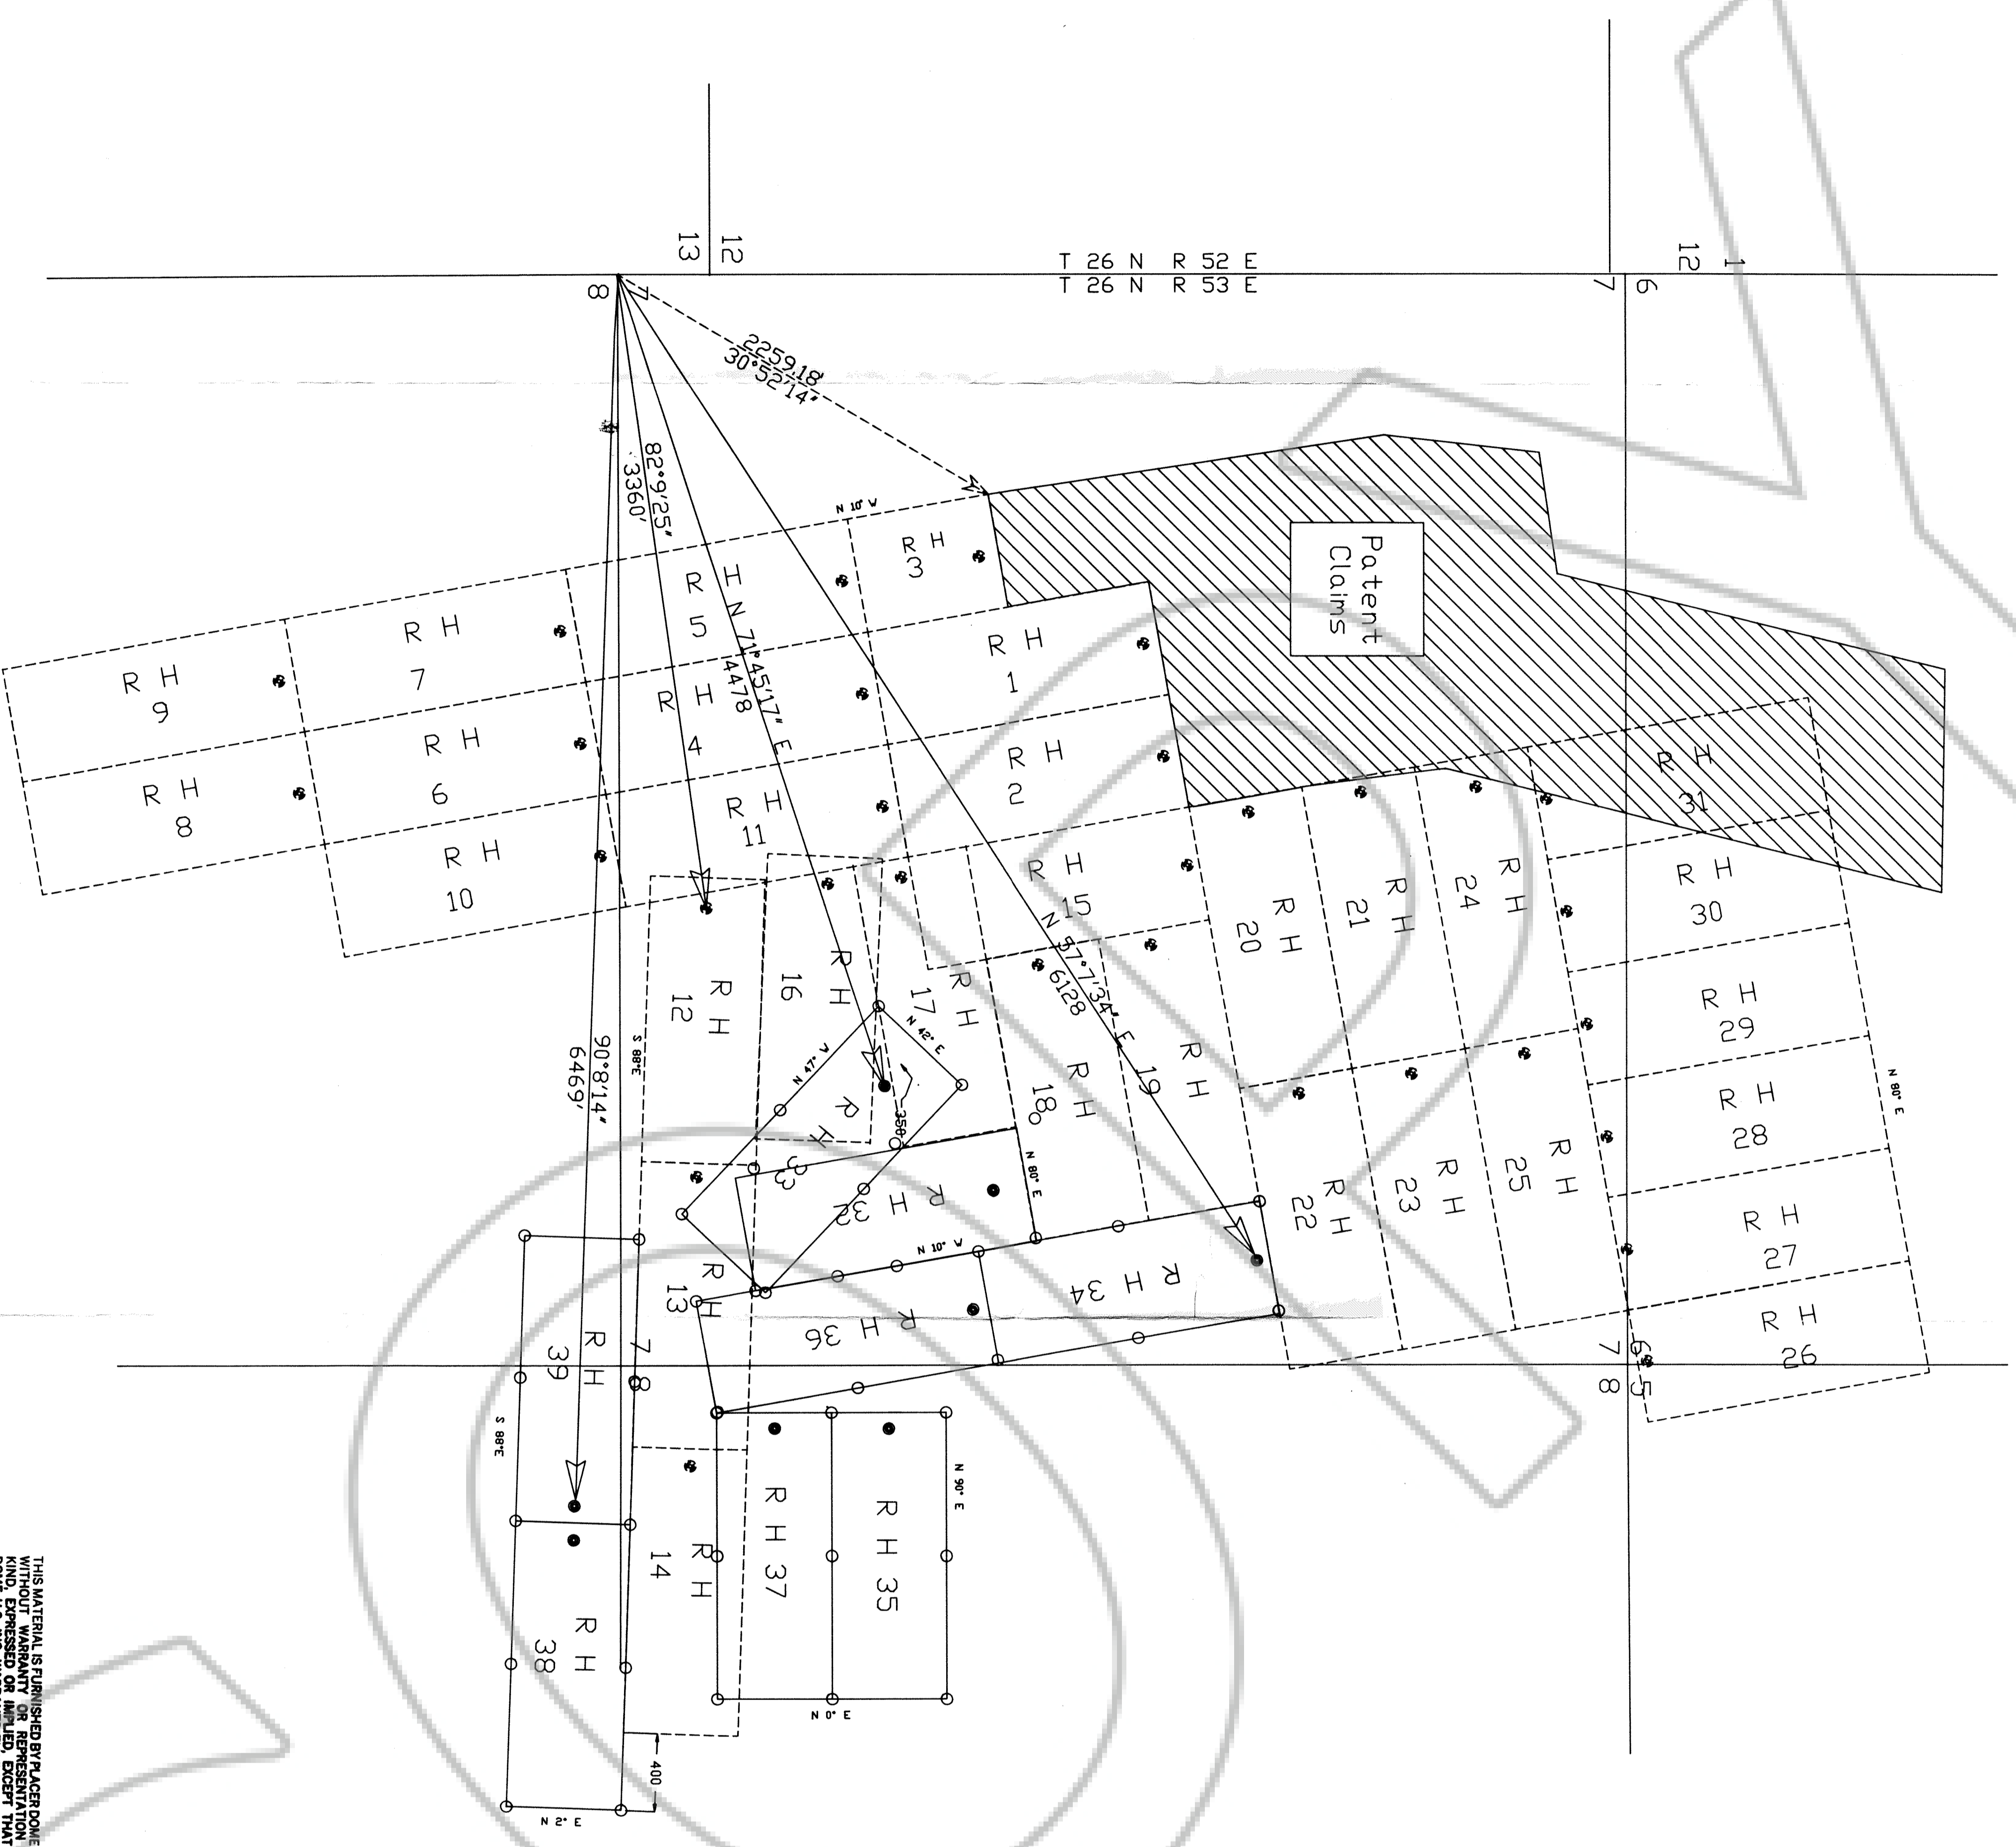 12
13
1
12
T 26 N R 52 E
T 26 N R 53 E
7
8
7
6
2259.18'
30°52'14"
82°9'25"
3360'
N 71°45'17" E
4478
N 57°7'34" E
6128
90°8'14"
6469'
N 10° W
Patent
Claims
R H
3
R H
5
R H
1
R H
7
R H
9
R H
4
R H
2
R H
6
R H
8
R H
11
R H
10
R H
15
R H
31
R H
30
R H
24
R H
21
R H
20
R H
29
R H
28
R H
27
R H
26
N 80° E
R H
12
R H
16
R H
17
R H
18
R H
19
N 42° E
N 47° W
S 88°E
350
R H
33
R H 32
N 80° E
R H
22
R H
23
R H
25
N 10° W
R H 34
R H 36
R H
13
7
8
6
5
7
8
R H
39
S 88°E
R H 37
R H 35
N 90° E
R H
14
R H
38
N 0° E
400
N 2° E
THIS MATERIAL IS FURNISHED BY PLACER DOME
WITHOUT WARRANTY OR REPRESENTATION
KIND, EXPRESSED OR IMPLIED, EXCEPT THAT